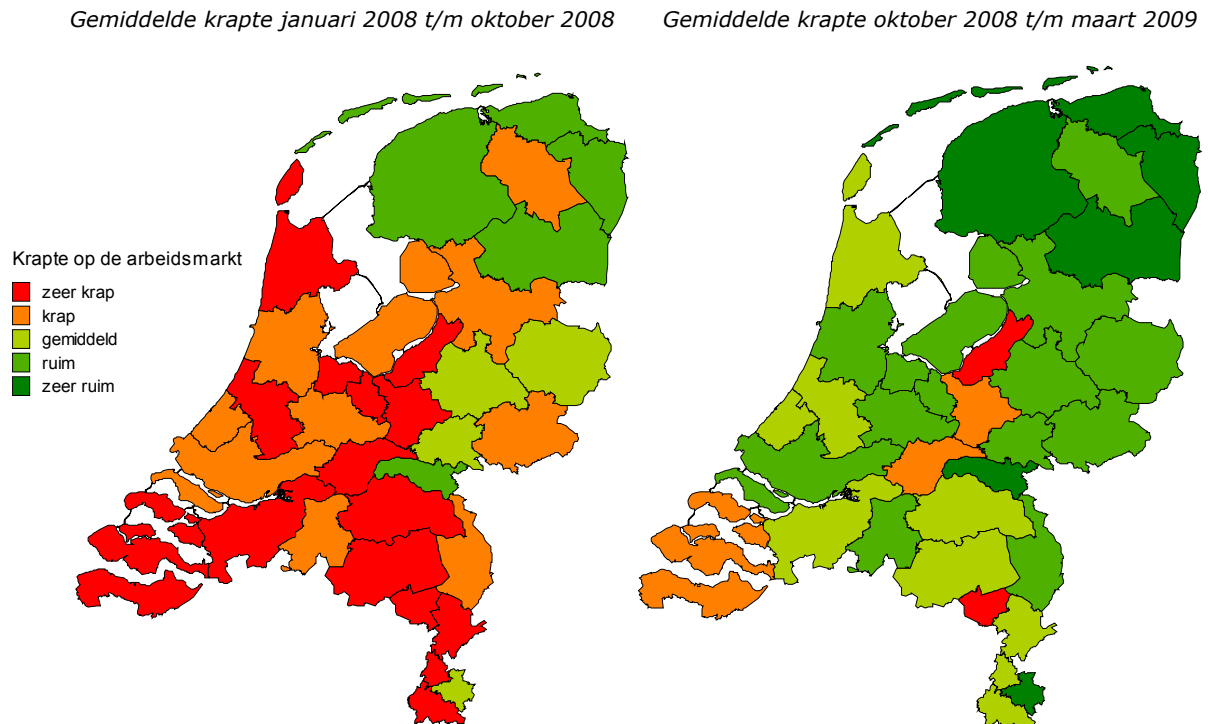 Gemiddelde krapte januari 2008 t/m oktober 2008
Gemiddelde krapte oktober 2008 t/m maart 2009
Krapte op de arbeidsmarkt
zeer krap
krap
gemiddeld
ruim
zeer ruim